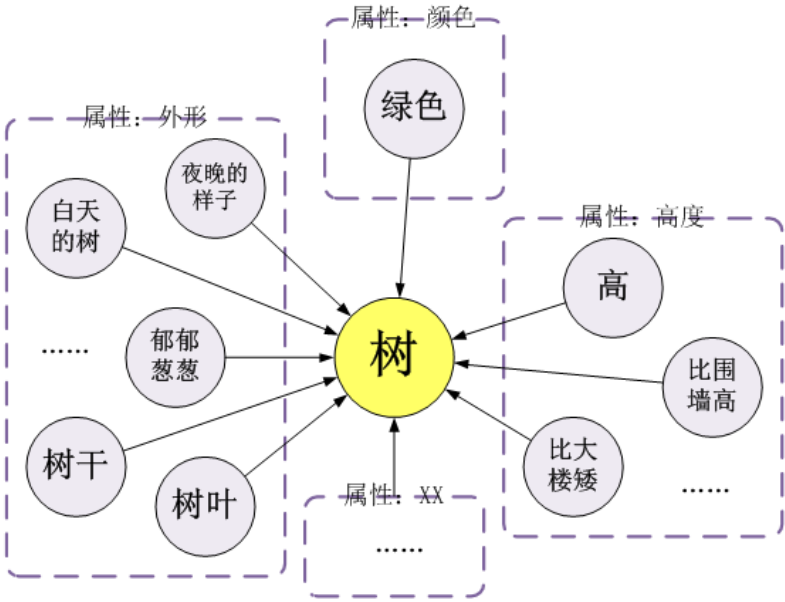 属性：颜色
绿色
属性：外形
夜晚的
样子
白天
的树
……
郁郁
葱葱
树干
树叶
树
属性：高度
高
比围
墙高
比大
楼矮
……
属性：XX
……